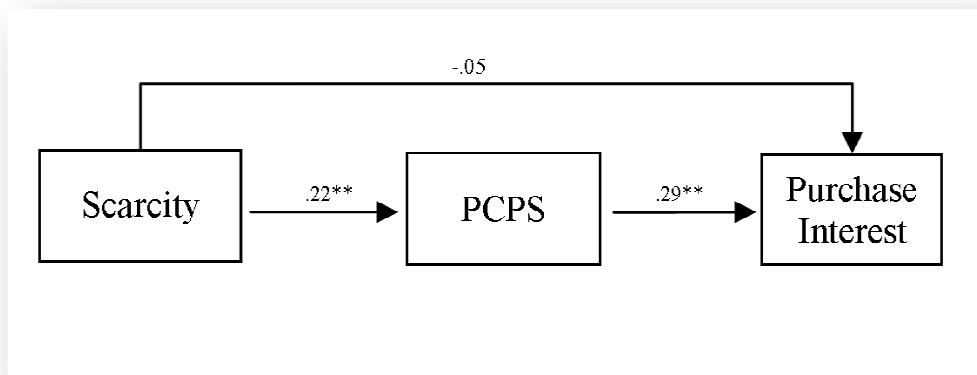 -.05
Scarcity
.22**
PCPS
.29**
Purchase
Interest